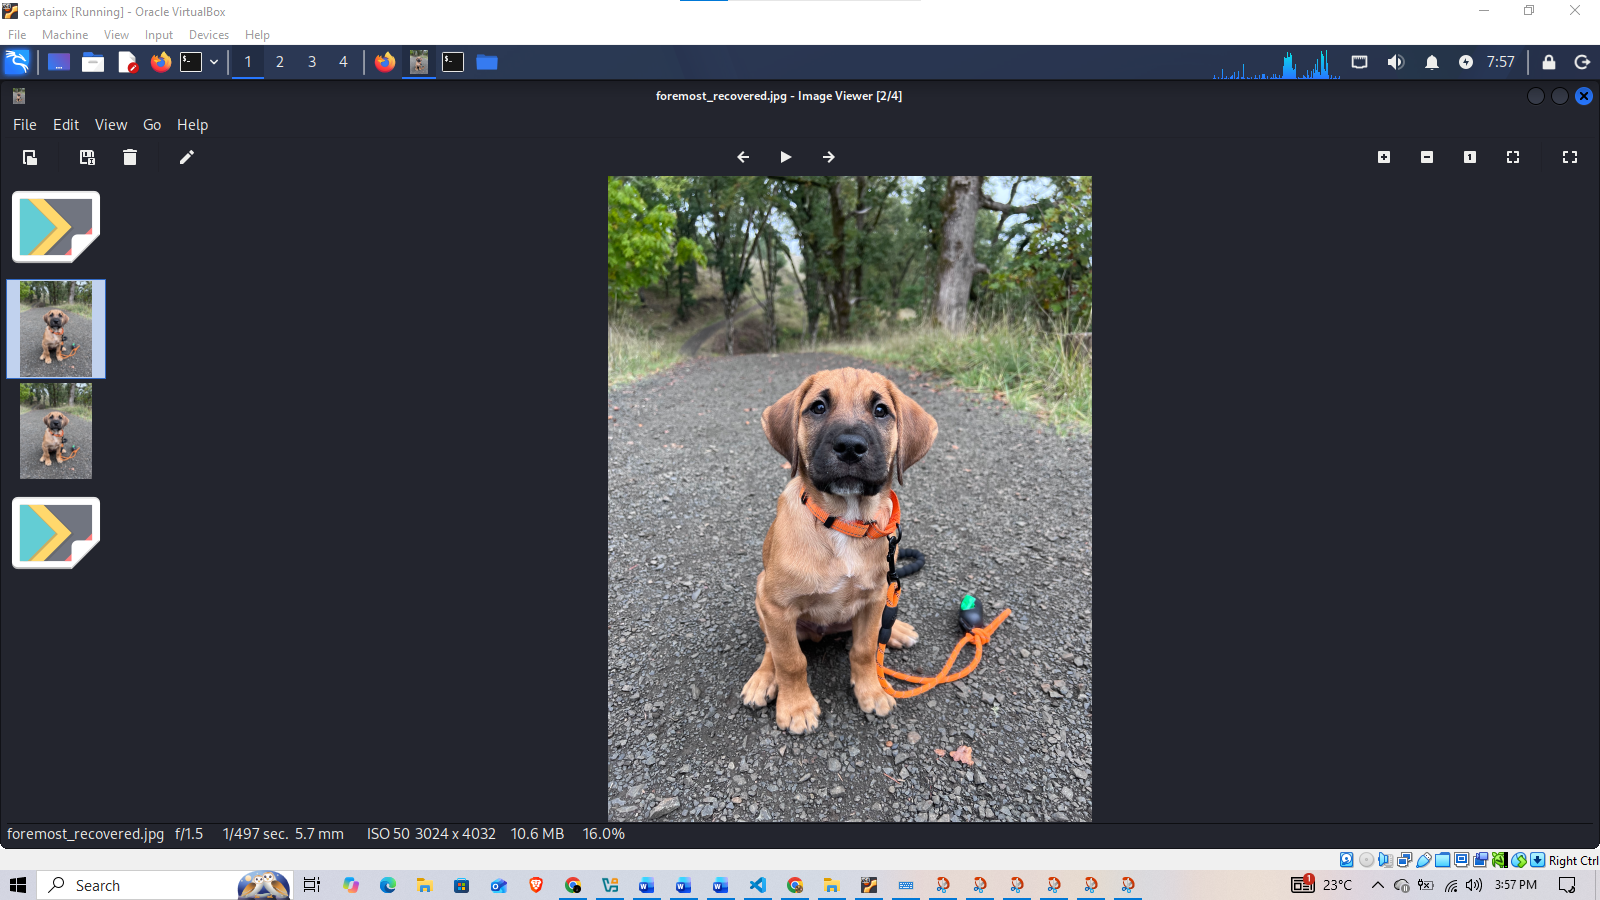 captainx [Running] - Oracle VirtualBox
File Machine View Input Devices Help
1 2 3 4 7:57
foremost_recovered.jpg - Image Viewer [2/4]
File Edit View Go Help
foremost_recovered.jpg f/1.5 1/497 sec. 5.7 mm ISO 50 3024 x 4032 10.6 MB 16.0%
Right Ctrl
Search 1 23°C 3:57 PM